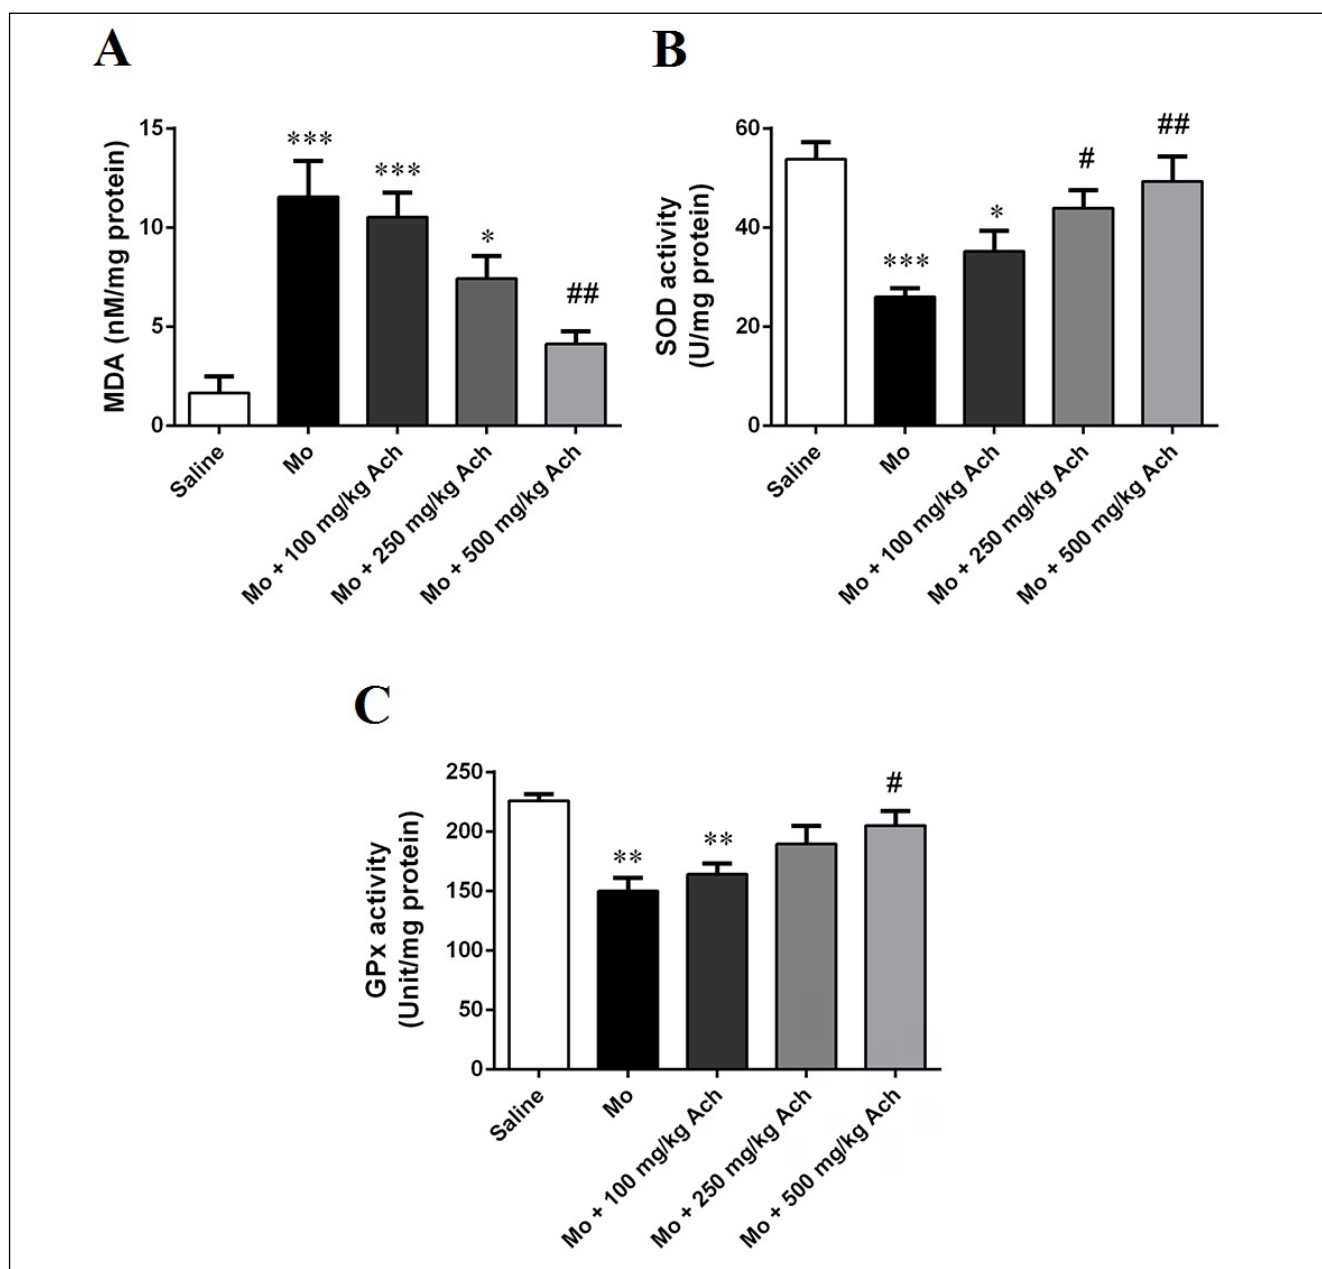 A
MDA (nM/mg protein)
15
10
5
0
***
***
*
##
Saline
Mo
Mo + 100 mg/kg Ach
Mo + 250 mg/kg Ach
Mo + 500 mg/kg Ach
B
SOD activity
(U/mg protein)
60
40
20
0
***
*
#
##
Saline
Mo
Mo + 100 mg/kg Ach
Mo + 250 mg/kg Ach
Mo + 500 mg/kg Ach
C
GPx activity
(Unit/mg protein)
250
200
150
100
50
0
**
**
#
Saline
Mo
Mo + 100 mg/kg Ach
Mo + 250 mg/kg Ach
Mo + 500 mg/kg Ach